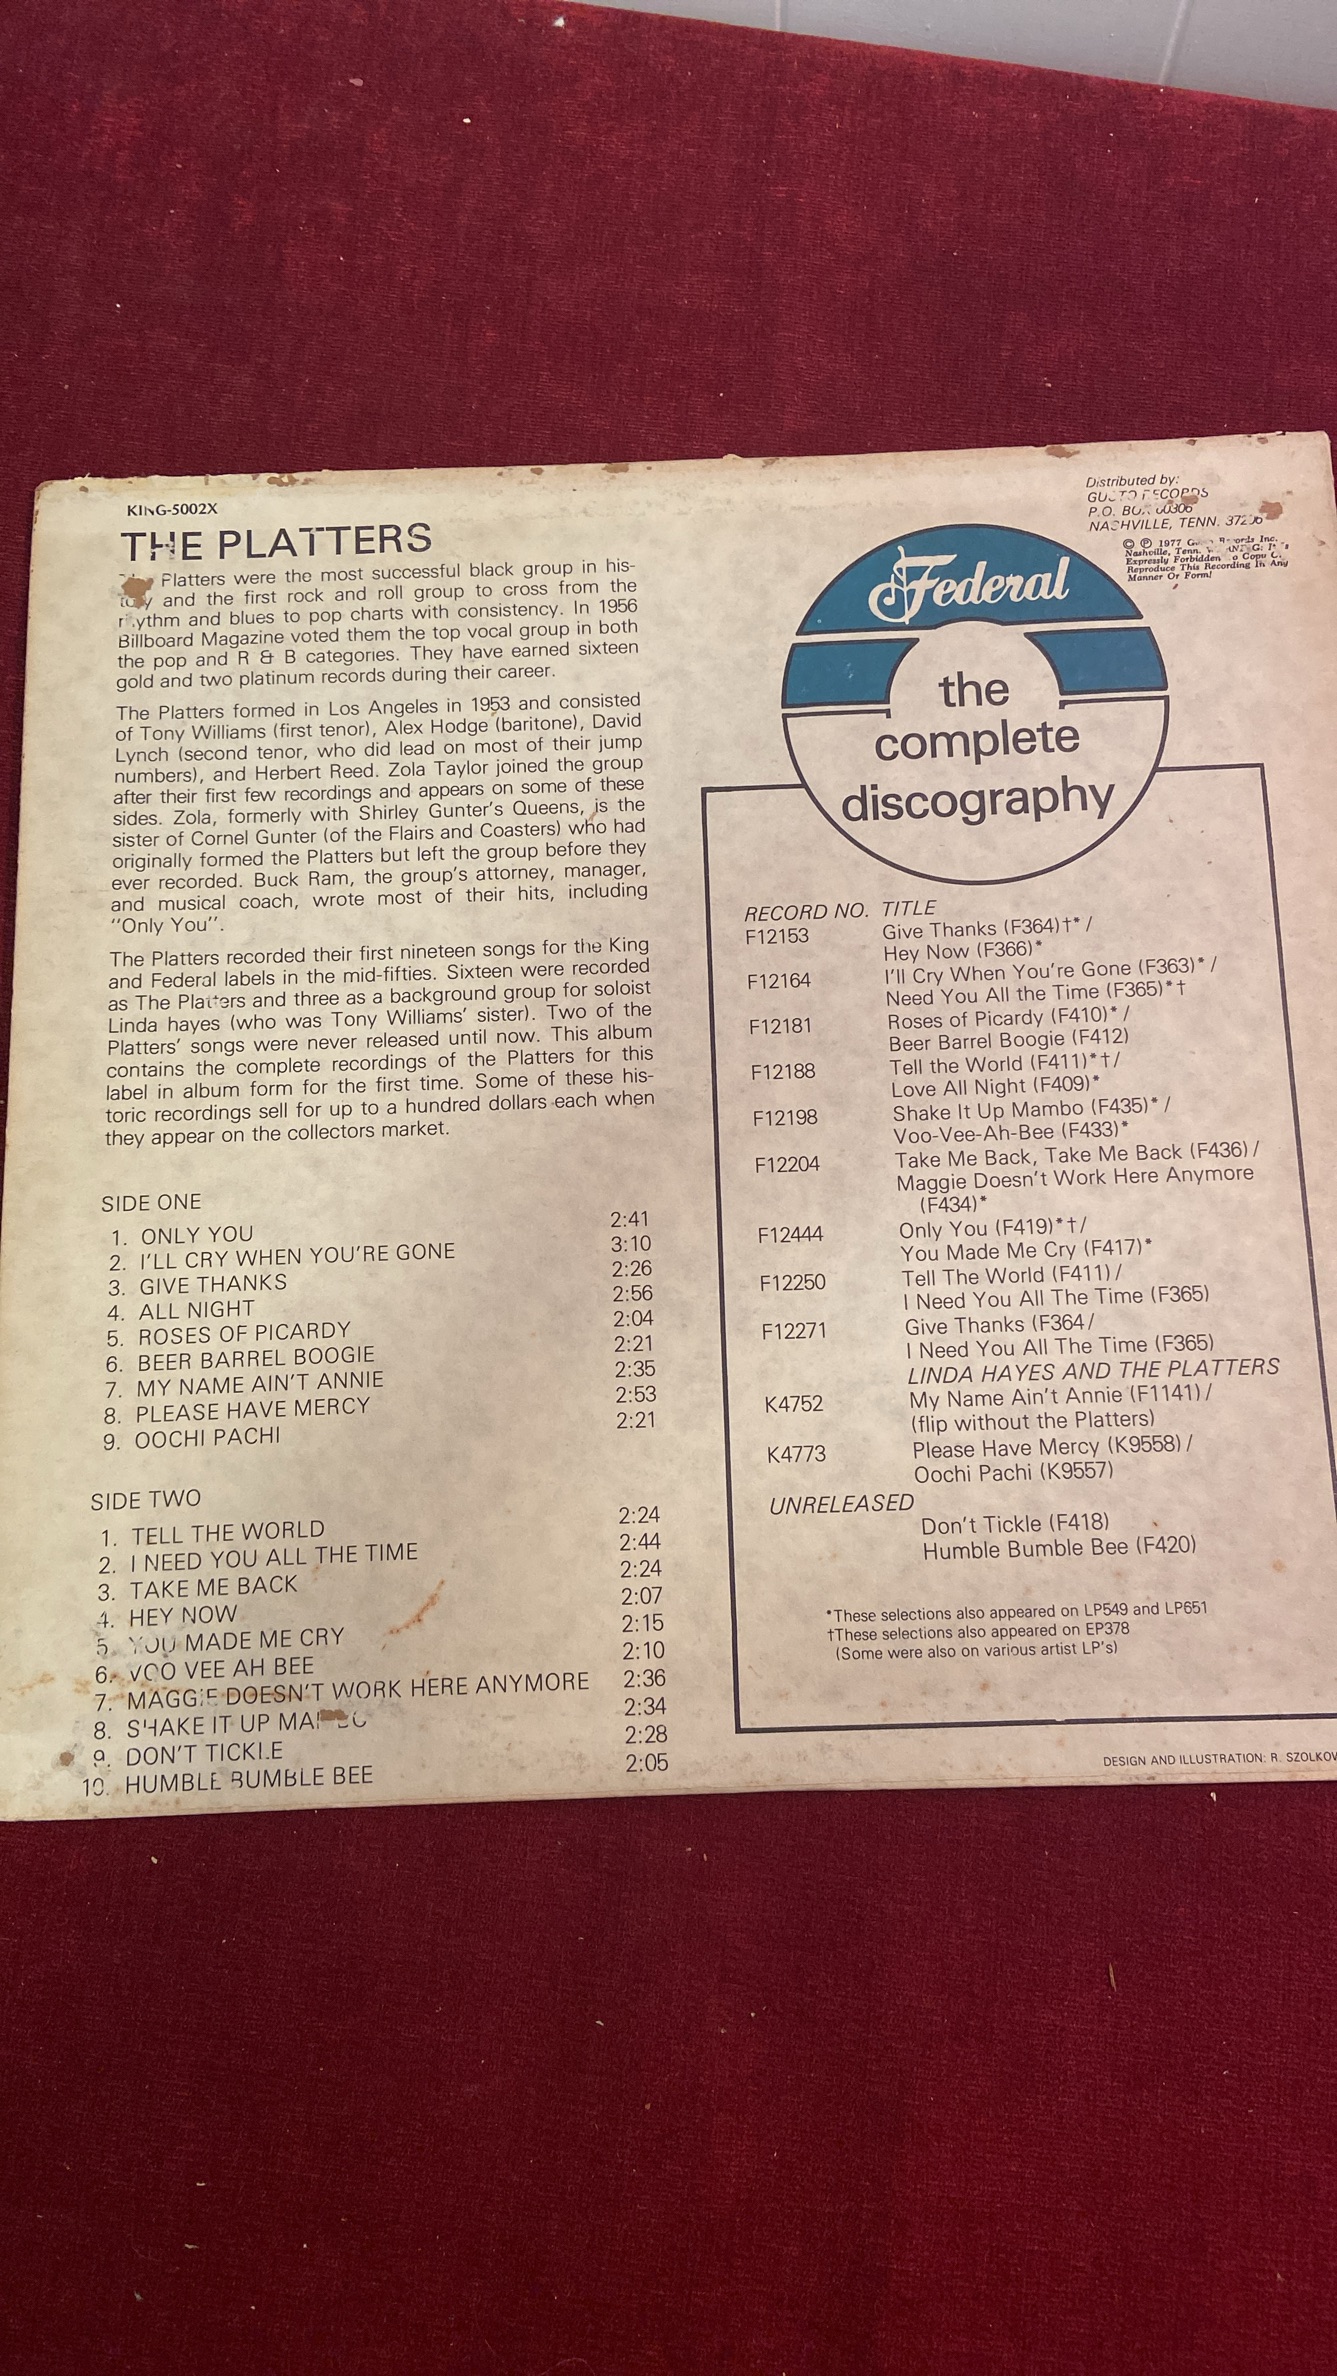 KING-5002X
THE PLATTERS
Platters were the most successful black group in his-
and the first rock and roll group to cross from the
rhythm and blues to pop charts with consistency. In 1956
Billboard Magazine voted them the top vocal group in both
the pop and R & B categories. They have earned sixteen
gold and two platinum records during their career.
The Platters formed in Los Angeles in 1953 and consisted
of Tony Williams (first tenor), Alex Hodge (baritone), David
Lynch (second tenor, who did lead on most of their jump
numbers), and Herbert Reed. Zola Taylor joined the group
after their first few recordings and appears on some of these
sides. Zola, formerly with Shirley Gunter's Queens, is the
sister of Cornel Gunter (of the Flairs and Coasters) who had
originally formed the Platters but left the group before they
ever recorded. Buck Ram, the group's attorney, manager,
and musical coach, wrote most of their hits, including
"Only You".
The Platters recorded their first nineteen songs for the King
and Federal labels in the mid-fifties. Sixteen were recorded
as The Platters and three as a background group for soloist
Linda hayes (who was Tony Williams' sister). Two of the
Platters' songs were never released until now. This album
contains the complete recordings of the Platters for this
label in album form for the first time. Some of these his-
toric recordings sell for up to a hundred dollars each when
they appear on the collectors market.
SIDE ONE
1. ONLY YOU 2:41
2. I'LL CRY WHEN YOU'RE GONE 3:10
3. GIVE THANKS 2:26
4. ALL NIGHT 2:56
5. ROSES OF PICARDY 2:04
6. BEER BARREL BOOGIE 2:21
7. MY NAME AIN'T ANNIE 2:35
8. PLEASE HAVE MERCY 2:53
9. OOCHI PACHI 2:21
SIDE TWO
1. TELL THE WORLD 2:24
2. I NEED YOU ALL THE TIME 2:44
3. TAKE ME BACK 2:24
4. HEY NOW 2:07
5. YOU MADE ME CRY 2:15
6. VOO VEE AH BEE 2:10
7. MAGGIE DOESN'T WORK HERE ANYMORE 2:36
8. SHAKE IT UP MAMBO 2:34
9. DON'T TICKLE 2:28
10. HUMBLE BUMBLE BEE 2:05
Distributed by:
GUSTO RECORDS
P.O. BOX
NASHVILLE, TENN.
© ℗ 1977 Records Inc.
Nashville, Tenn.
Expressly Forbidden To Copy Or
Reproduce This Recording In Any
Manner Or Form!
Federal
the
complete
discography
RECORD NO. TITLE
F12153 Give Thanks (F364)†* /
Hey Now (F366)*
F12164 I'll Cry When You're Gone (F363)* /
Need You All the Time (F365)*†
F12181 Roses of Picardy (F410)* /
Beer Barrel Boogie (F412)
F12188 Tell the World (F411)*†/
Love All Night (F409)*
F12198 Shake It Up Mambo (F435)* /
Voo-Vee-Ah-Bee (F433)*
F12204 Take Me Back, Take Me Back (F436) /
Maggie Doesn't Work Here Anymore
(F434)*
F12444 Only You (F419)*†/
You Made Me Cry (F417)*
F12250 Tell The World (F411)/
I Need You All The Time (F365)
F12271 Give Thanks (F364/
I Need You All The Time (F365)
LINDA HAYES AND THE PLATTERS
K4752 My Name Ain't Annie (F1141) /
(flip without the Platters)
K4773 Please Have Mercy (K9558) /
Oochi Pachi (K9557)
UNRELEASED
Don't Tickle (F418)
Humble Bumble Bee (F420)
*These selections also appeared on LP549 and LP651
†These selections also appeared on EP378
(Some were also on various artist LP's)
DESIGN AND ILLUSTRATION: R. SZOLKOV